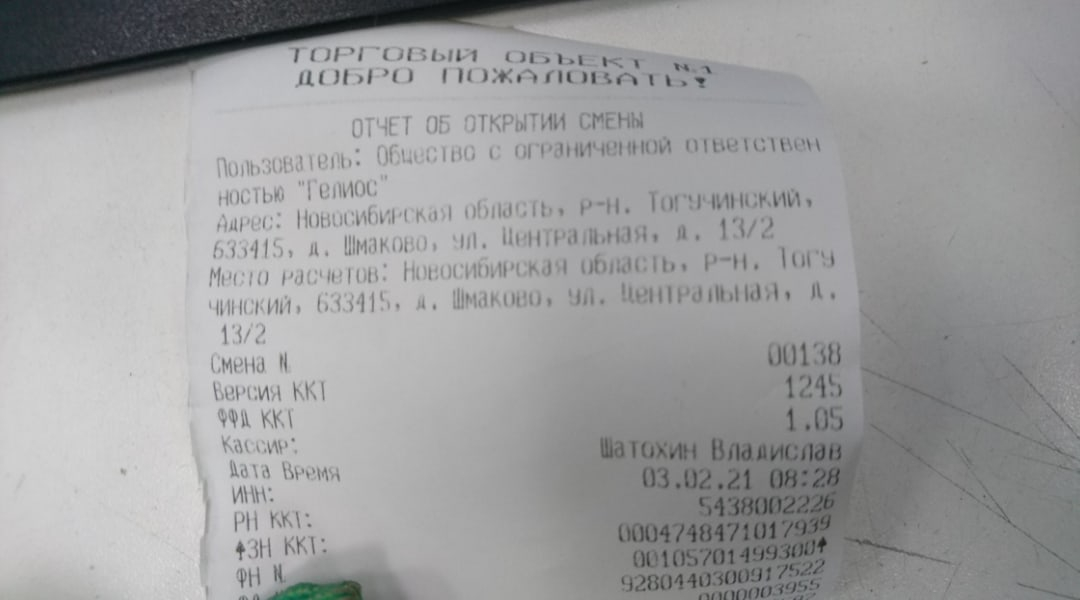 ТОРГОВЫЙ ОБЪЕКТ №1
ДОБРО ПОЖАЛОВАТЬ!
ОТЧЕТ ОБ ОТКРЫТИИ СМЕНЫ
Пользователь: Общество с ограниченной ответствен
ностью "Гелиос"
Адрес: Новосибирская область, р-н. Тогучинский,
633415, д. Шмаково, ул. Центральная, д. 13/2
Место расчетов: Новосибирская область, р-н. Тогу
чинский, 633415, д. Шмаково, ул. Центральная, д.
13/2
Смена № 00138
Версия ККТ 1245
ФФД ККТ 1.05
Кассир: Шатохин Владислав
Дата Время 03.02.21 08:28
ИНН: 5438002226
РН ККТ: 0004748471017939
♠ЗН ККТ: 00105701499300♠
ФН № 9280440300917522
0000003955